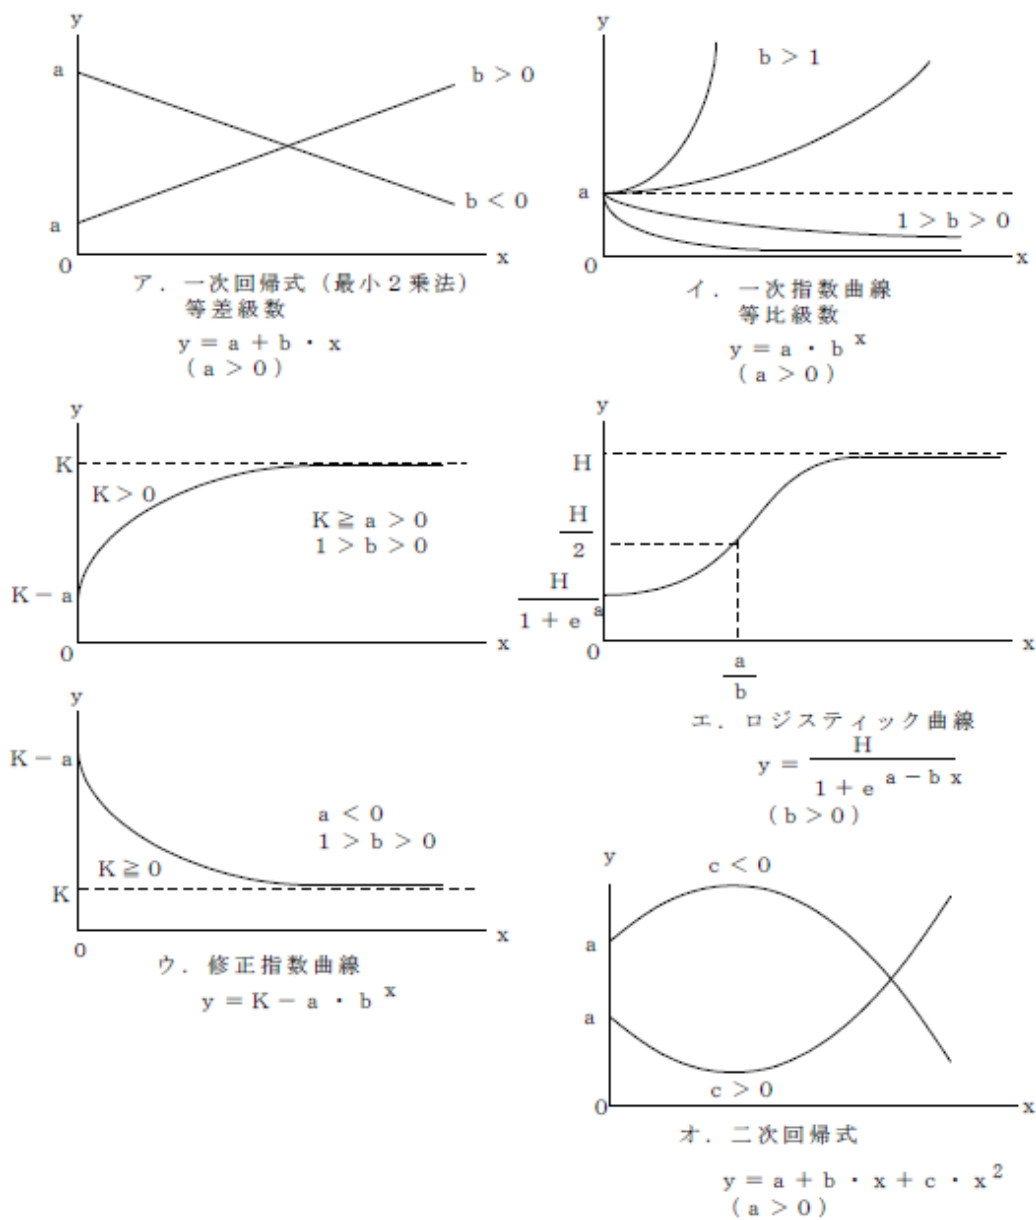 y
a
b > 0
a
b < 0
0
x
ア．一次回帰式（最小２乗法）
等差級数
y = a + b ・ x
( a > 0 )
y
b > 1
a
1 > b > 0
0
x
イ．一次指数曲線
等比級数
y = a ・ b^x
( a > 0 )
y
K
K > 0
K ≧ a > 0
1 > b > 0
K − a
0
x
y
K − a
a < 0
1 > b > 0
K ≧ 0
K
0
x
ウ．修正指数曲線
y = K − a ・ b^x
y
H
H
2
H
1 + e^a
0
x
a
b
エ．ロジスティック曲線
y = H
1 + e^{a − b x}
( b > 0 )
y
c < 0
a
a
c > 0
0
x
オ．二次回帰式
y = a + b ・ x + c ・ x²
( a > 0 )